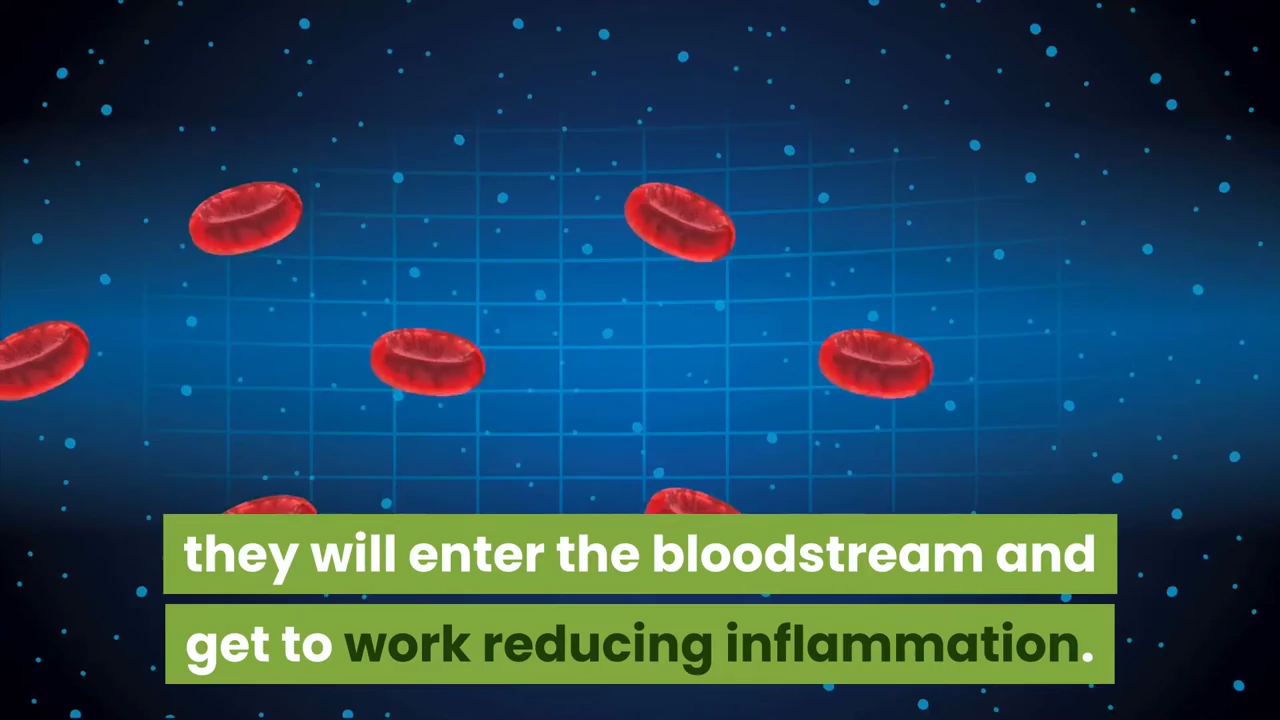 they will enter the bloodstream and
get to work reducing inflammation.